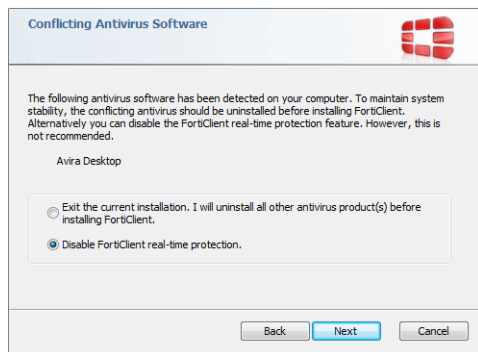 Conflicting Antivirus Software
The following antivirus software has been detected on your computer. To maintain system
stability, the conflicting antivirus should be uninstalled before installing FortiClient.
Alternatively you can disable the FortiClient real-time protection feature. However, this is
not recommended.
Avira Desktop
Exit the current installation. I will uninstall all other antivirus product(s) before
installing FortiClient.
Disable FortiClient real-time protection.
Back
Next
Cancel